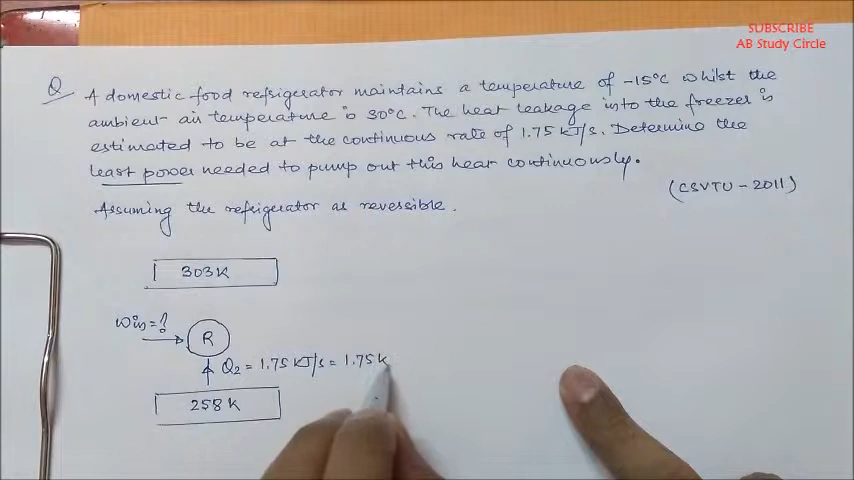 SUBSCRIBE
AB Study Circle
Q A domestic food refrigerator maintains a temperature of -15°C whilst the
ambient air temperature is 30°C. The heat leakage into the freezer is
estimated to be at the continuous rate of 1.75 KJ/s. Determine the
least power needed to pump out this heat continuously.
(CSVTU - 2011)
Assuming the refrigerator as reversible.
303K
Win = ?
R
Q2 = 1.75 KJ/s = 1.75 K
258 K